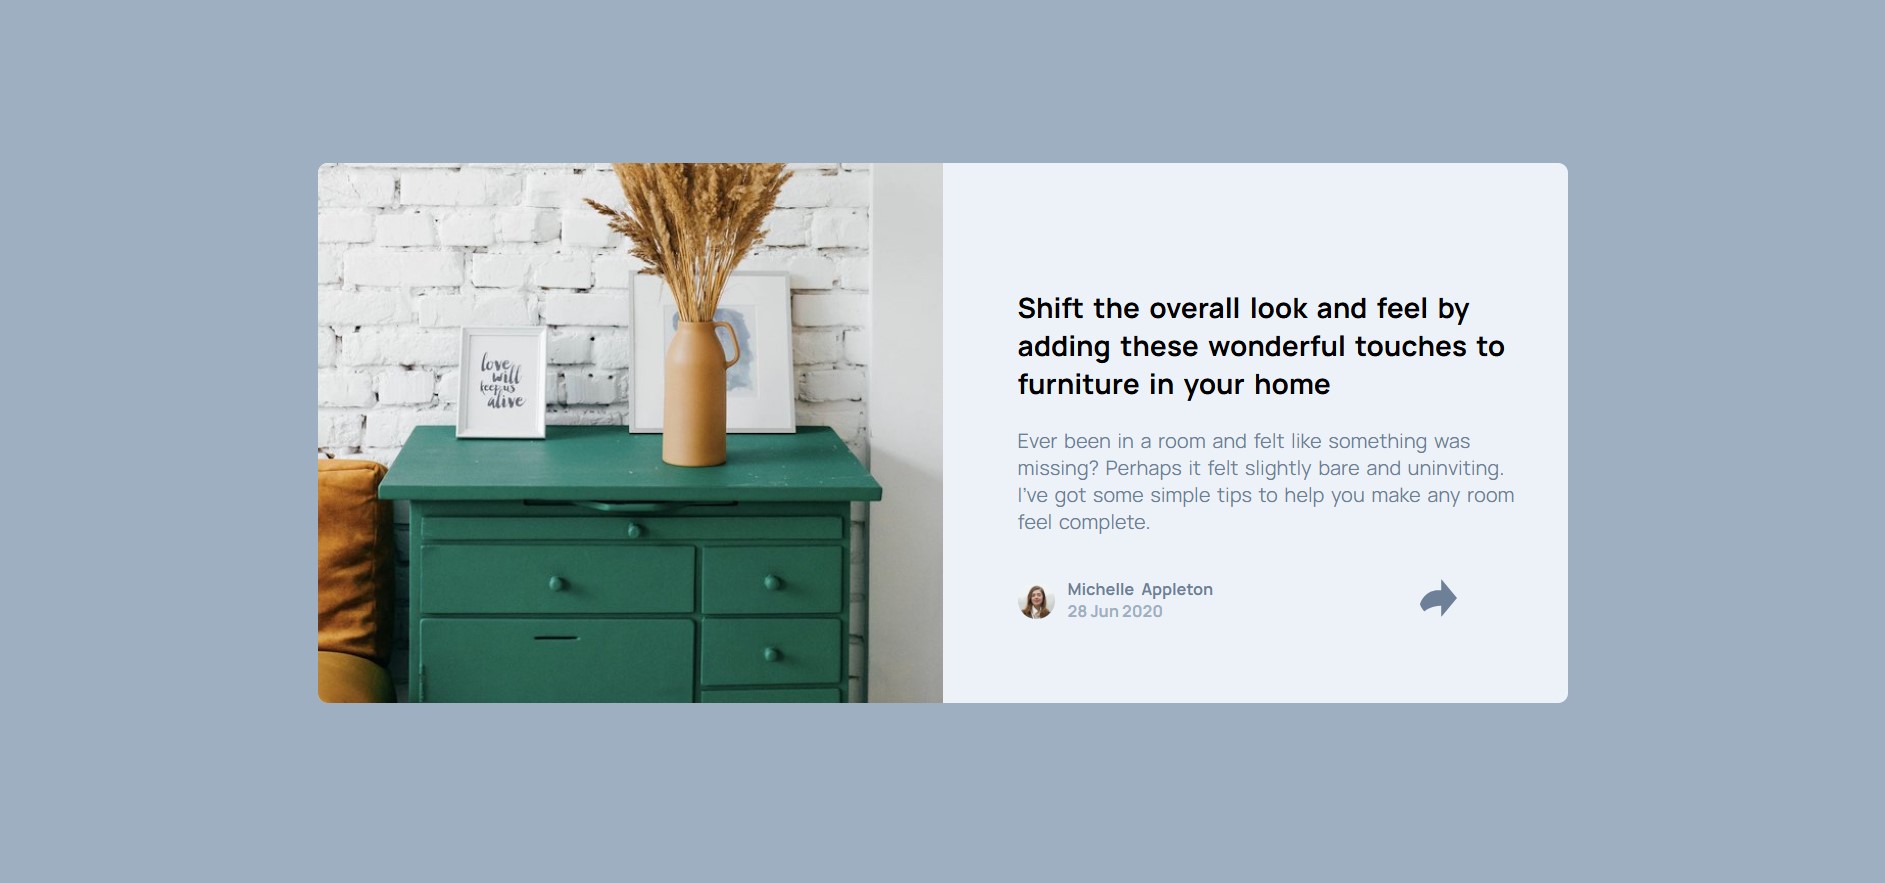 love
will
keep us
alive
Shift the overall look and feel by
adding these wonderful touches to
furniture in your home
Ever been in a room and felt like something was
missing? Perhaps it felt slightly bare and uninviting.
I've got some simple tips to help you make any room
feel complete.
Michelle Appleton
28 Jun 2020